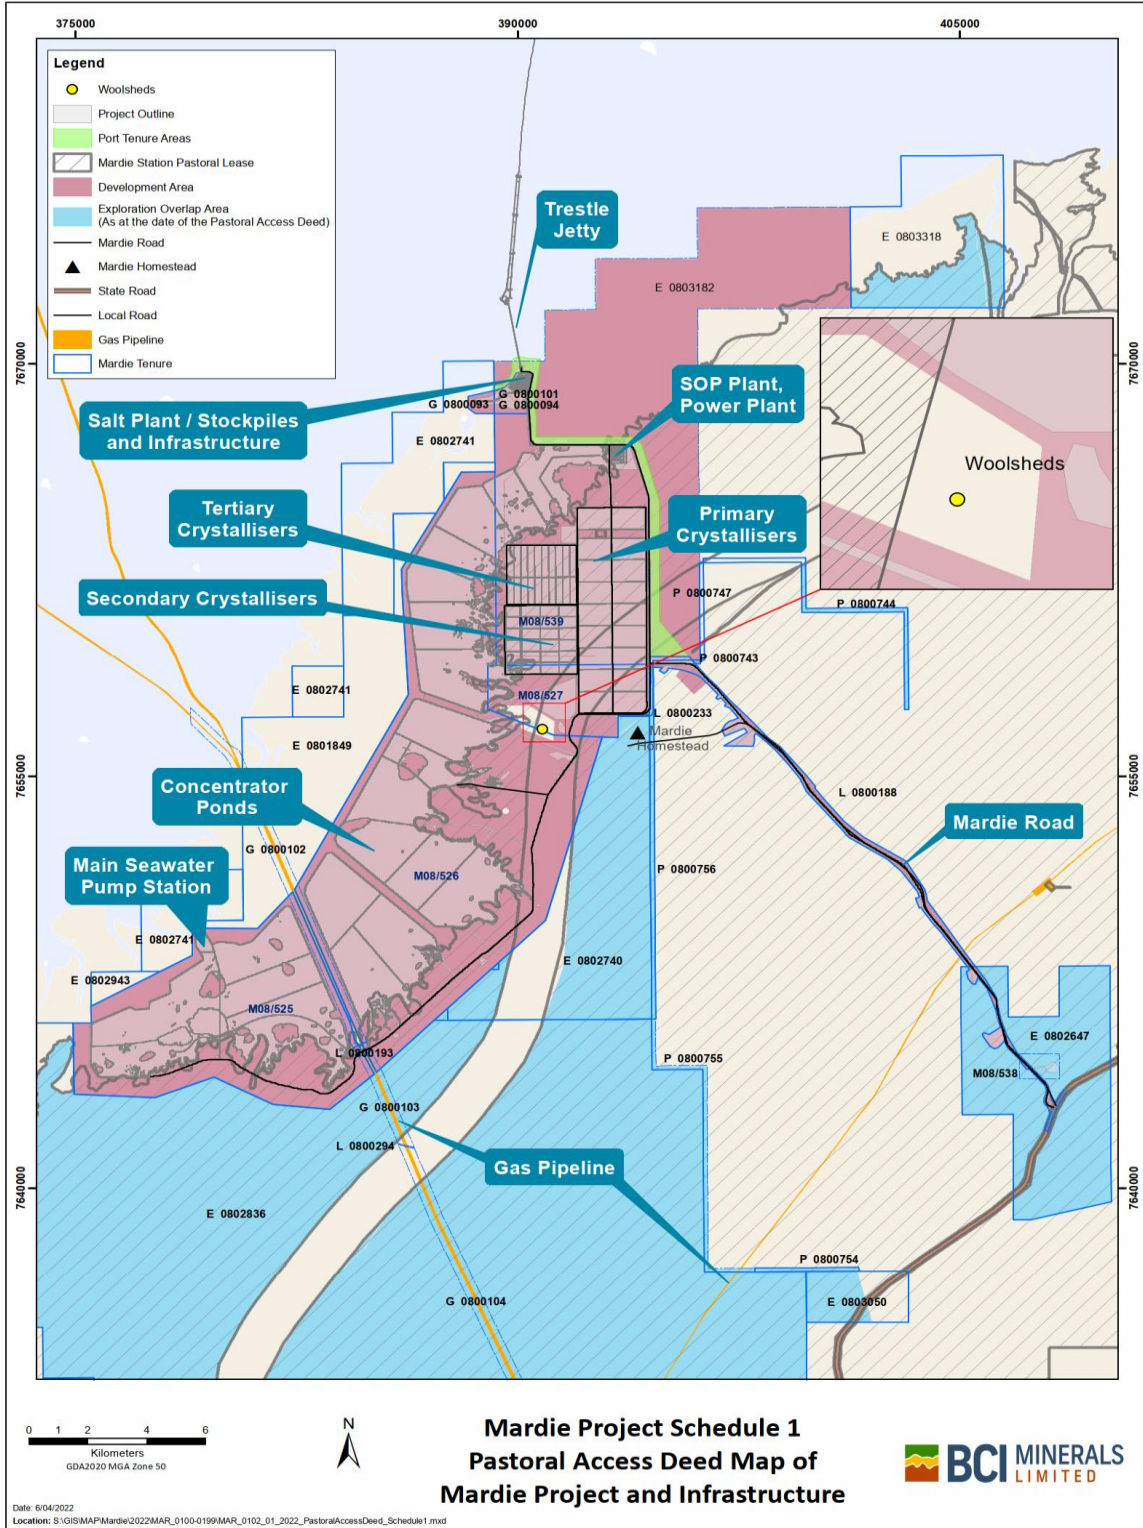 375000
390000
405000
Legend
Woolsheds
Project Outline
Port Tenure Areas
Mardie Station Pastoral Lease
Development Area
Exploration Overlap Area
(As at the date of the Pastoral Access Deed)
Mardie Road
Mardie Homestead
State Road
Local Road
Gas Pipeline
Mardie Tenure
Trestle
Jetty
E 0803318
E 0803182
7670000
7670000
SOP Plant,
Power Plant
G 0800101
G 0800093
G 0800094
Salt Plant / Stockpiles
and Infrastructure
E 0802741
Woolsheds
Tertiary
Crystallisers
Primary
Crystallisers
Secondary Crystallisers
P 0800747
P 0800744
M08/539
P 0800743
E 0802741
M08/527
L 0800233
Mardie
Homestead
E 0801849
7655000
7655000
Concentrator
Ponds
L 0800188
Mardie Road
G 0800102
Main Seawater
Pump Station
P 0800756
M08/526
E 0802741
E 0802740
E 0802943
M08/525
E 0802647
L 0800193
P 0800755
M08/538
G 0800103
L 0800294
Gas Pipeline
7640000
7640000
E 0802836
P 0800754
G 0800104
E 0803050
0 1 2 4 6
Kilometers
GDA2020 MGA Zone 50
N
Mardie Project Schedule 1
Pastoral Access Deed Map of
Mardie Project and Infrastructure
BCI MINERALS
LIMITED
Date: 6/04/2022
Location: S:\GIS\MAP\Mardie\2022\MAR_0100-0199\MAR_0102_01_2022_PastoralAccessDeed_Schedule1.mxd